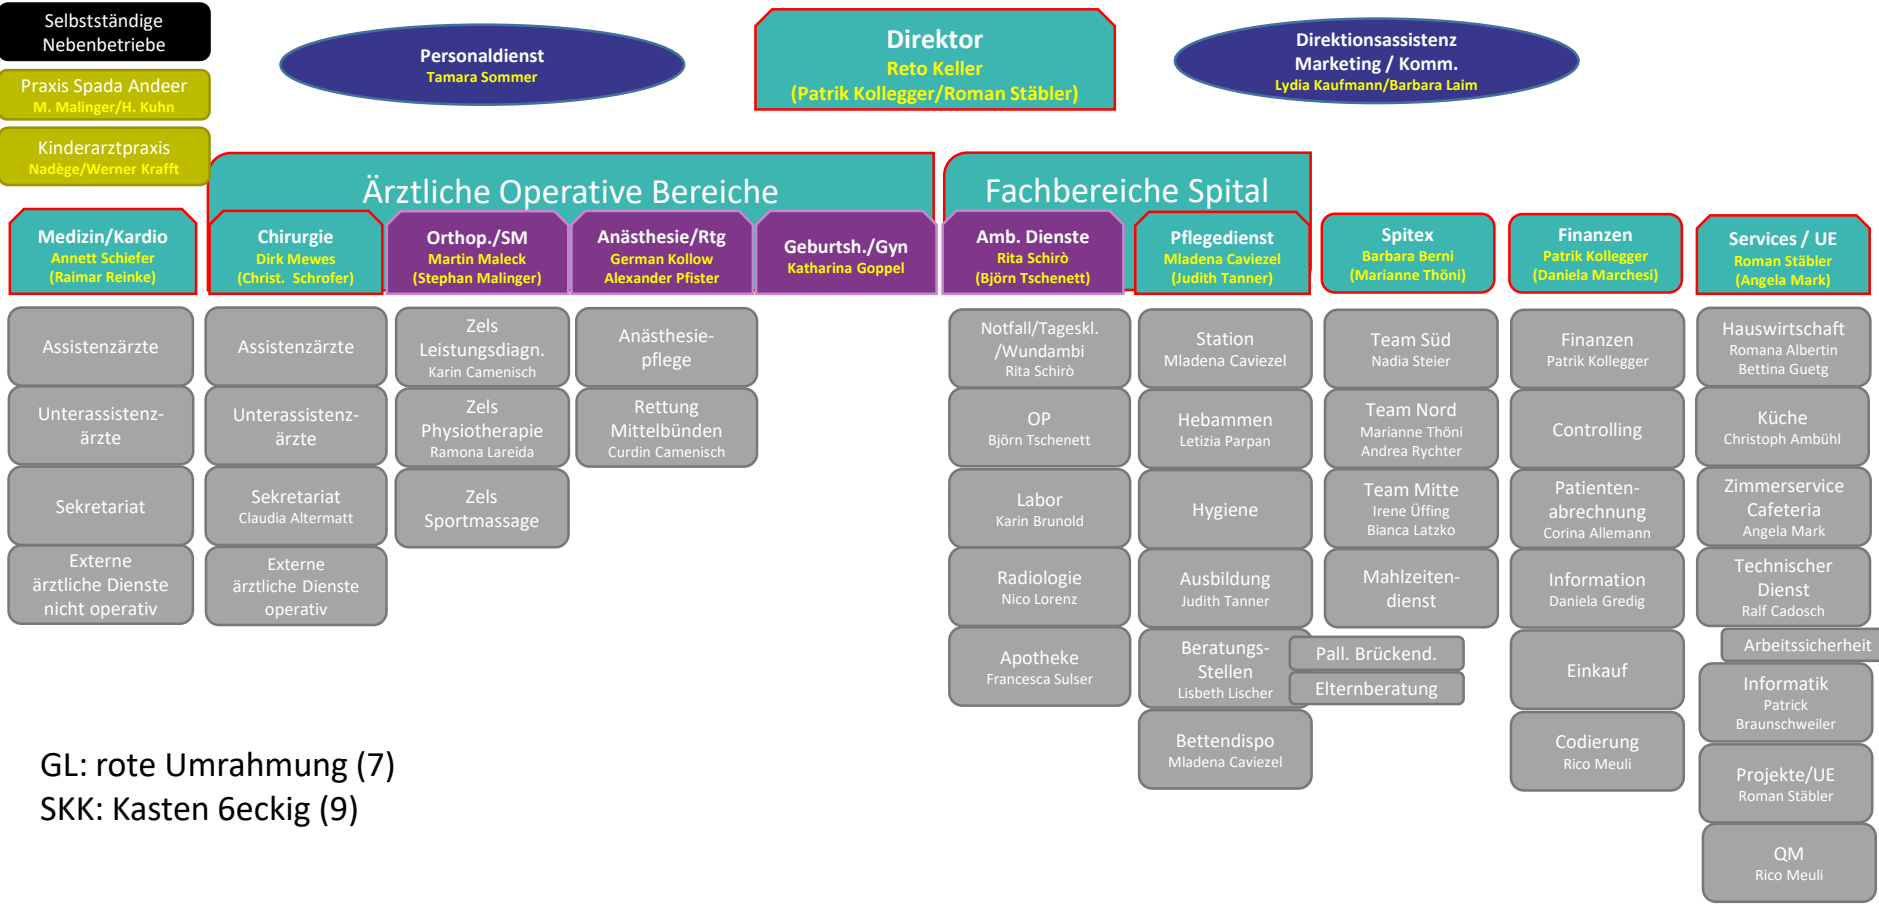 Selbstständige
Nebenbetriebe
Praxis Spada Andeer
M. Malinger/H. Kuhn
Kinderarztpraxis
Nadège/Werner Krafft
Personaldienst
Tamara Sommer
Direktor
Reto Keller
(Patrik Kollegger/Roman Stäbler)
Direktionsassistenz
Marketing / Komm.
Lydia Kaufmann/Barbara Laim
Ärztliche Operative Bereiche
Fachbereiche Spital
Medizin/Kardio
Annett Schiefer
(Raimar Reinke)
Chirurgie
Dirk Mewes
(Christ. Schrofer)
Orthop./SM
Martin Maleck
(Stephan Malinger)
Anästhesie/Rtg
German Kollow
Alexander Pfister
Geburtsh./Gyn
Katharina Goppel
Amb. Dienste
Rita Schirò
(Björn Tschenett)
Pflegedienst
Mladena Caviezel
(Judith Tanner)
Spitex
Barbara Berni
(Marianne Thöni)
Finanzen
Patrik Kollegger
(Daniela Marchesi)
Services / UE
Roman Stäbler
(Angela Mark)
Assistenzärzte
Unterassistenz-
ärzte
Sekretariat
Externe
ärztliche Dienste
nicht operativ
Assistenzärzte
Unterassistenz-
ärzte
Sekretariat
Claudia Altermatt
Externe
ärztliche Dienste
operativ
Zels
Leistungsdiagn.
Karin Camenisch
Zels
Physiotherapie
Ramona Lareida
Zels
Sportmassage
Anästhesie-
pflege
Rettung
Mittelbünden
Curdin Camenisch
Notfall/Tageskl.
/Wundambi
Rita Schirò
OP
Björn Tschenett
Labor
Karin Brunold
Radiologie
Nico Lorenz
Apotheke
Francesca Sulser
Station
Mladena Caviezel
Hebammen
Letizia Parpan
Hygiene
Ausbildung
Judith Tanner
Beratungs-
Stellen
Lisbeth Lischer
Bettendispo
Mladena Caviezel
Team Süd
Nadia Steier
Team Nord
Marianne Thöni
Andrea Rychter
Team Mitte
Irene Üffing
Bianca Latzko
Mahlzeiten-
dienst
Pall. Brückend.
Elternberatung
Finanzen
Patrik Kollegger
Controlling
Patienten-
abrechnung
Corina Allemann
Information
Daniela Gredig
Einkauf
Codierung
Rico Meuli
Hauswirtschaft
Romana Albertin
Bettina Guetg
Küche
Christoph Ambühl
Zimmerservice
Cafeteria
Angela Mark
Technischer
Dienst
Ralf Cadosch
Arbeitssicherheit
Informatik
Patrick
Braunschweiler
Projekte/UE
Roman Stäbler
QM
Rico Meuli
GL: rote Umrahmung (7)
SKK: Kasten 6eckig (9)